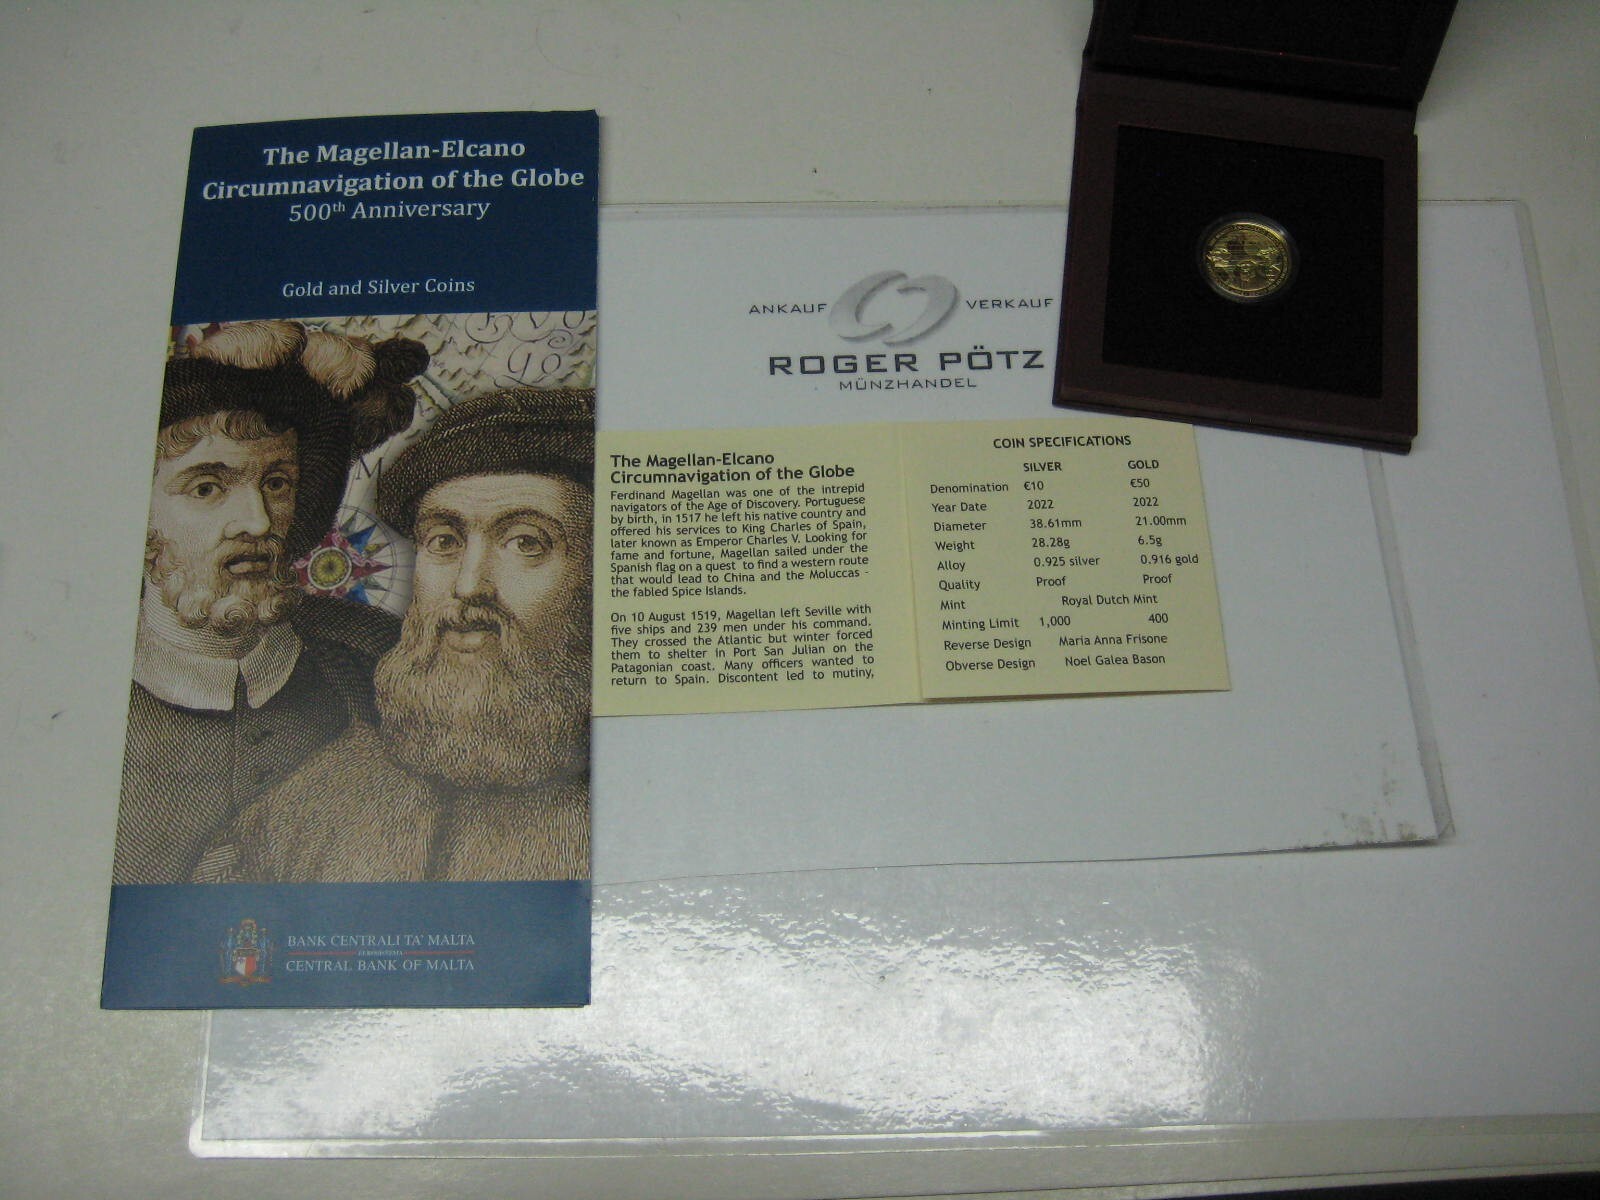 The Magellan-Elcano
Circumnavigation of the Globe
500th Anniversary
Gold and Silver Coins
M
BANK CENTRALI TA' MALTA
EUROSISTEMA
CENTRAL BANK OF MALTA
ANKAUF
VERKAUF
ROGER PÖTZ
MÜNZHANDEL
The Magellan-Elcano
Circumnavigation of the Globe
Ferdinand Magellan was one of the intrepid
navigators of the Age of Discovery. Portuguese
by birth, in 1517 he left his native country and
offered his services to King Charles of Spain,
later known as Emperor Charles V. Looking for
fame and fortune, Magellan sailed under the
Spanish flag on a quest to find a western route
that would lead to China and the Moluccas -
the fabled Spice Islands.
On 10 August 1519, Magellan left Seville with
five ships and 239 men under his command.
They crossed the Atlantic but winter forced
them to shelter in Port San Julian on the
Patagonian coast. Many officers wanted to
return to Spain. Discontent led to mutiny,
COIN SPECIFICATIONS
SILVER GOLD
Denomination €10 €50
Year Date 2022 2022
Diameter 38.61mm 21.00mm
Weight 28.28g 6.5g
Alloy 0.925 silver 0.916 gold
Quality Proof Proof
Mint Royal Dutch Mint
Minting Limit 1,000 400
Reverse Design Maria Anna Frisone
Obverse Design Noel Galea Bason